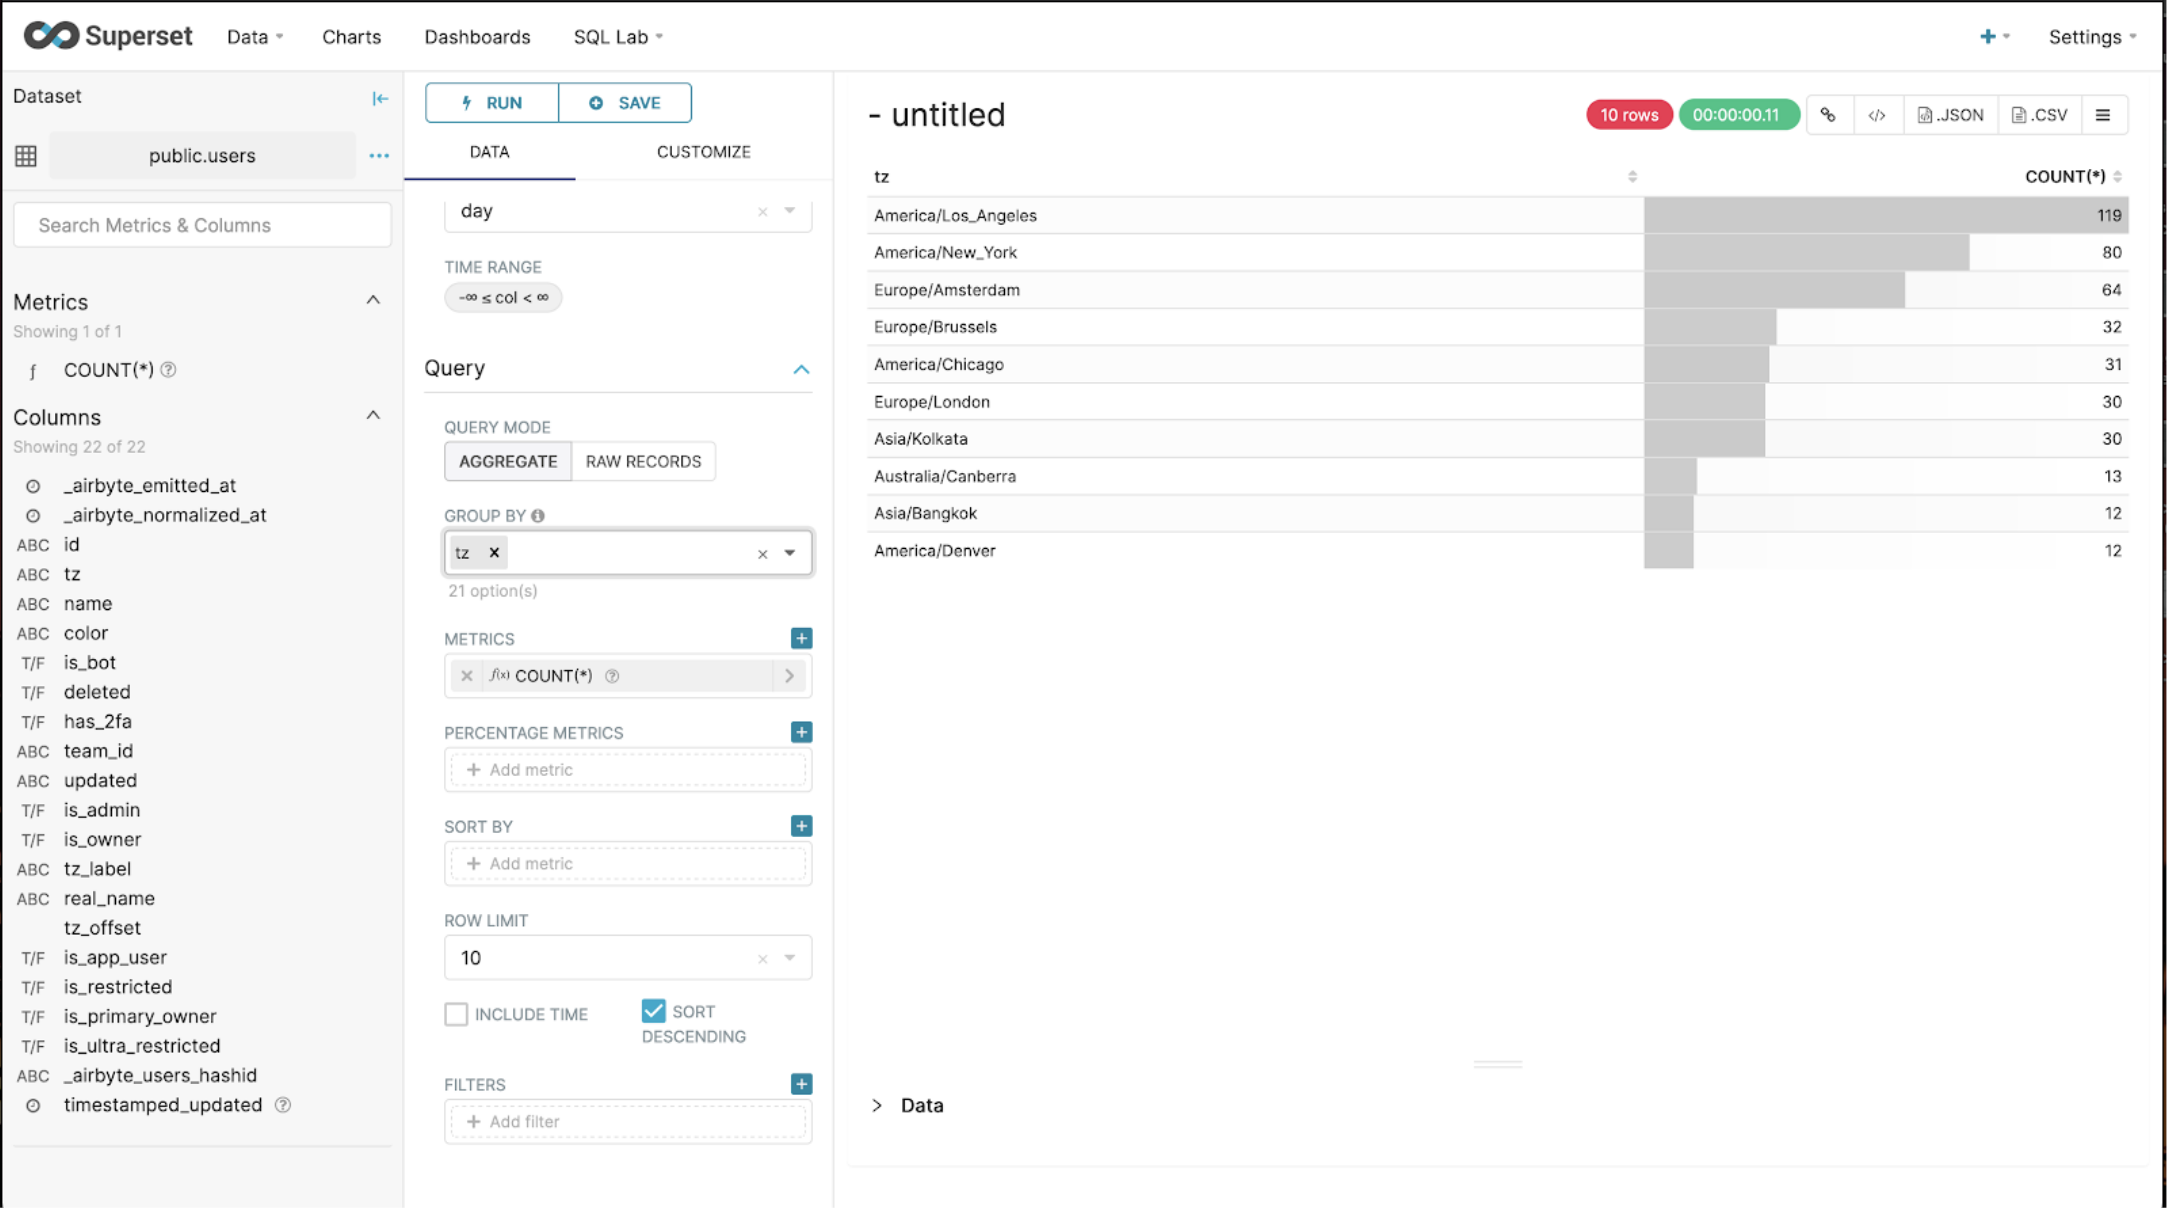 Superset Data Charts Dashboards SQL Lab + Settings
Dataset
public.users
Search Metrics & Columns
Metrics
Showing 1 of 1
f COUNT(*)
Columns
Showing 22 of 22
_airbyte_emitted_at
_airbyte_normalized_at
ABC id
ABC tz
ABC name
ABC color
T/F is_bot
T/F deleted
T/F has_2fa
ABC team_id
ABC updated
T/F is_admin
T/F is_owner
ABC tz_label
ABC real_name
tz_offset
T/F is_app_user
T/F is_restricted
T/F is_primary_owner
T/F is_ultra_restricted
ABC _airbyte_users_hashid
timestamped_updated
RUN SAVE
DATA CUSTOMIZE
day
TIME RANGE
-∞ ≤ col < ∞
Query
QUERY MODE
AGGREGATE RAW RECORDS
GROUP BY
tz
21 option(s)
METRICS
f(x) COUNT(*)
PERCENTAGE METRICS
+ Add metric
SORT BY
+ Add metric
ROW LIMIT
10
INCLUDE TIME
SORT
DESCENDING
FILTERS
+ Add filter
- untitled
10 rows 00:00:00.11 </> .JSON .CSV
tz COUNT(*)
America/Los_Angeles 119
America/New_York 80
Europe/Amsterdam 64
Europe/Brussels 32
America/Chicago 31
Europe/London 30
Asia/Kolkata 30
Australia/Canberra 13
Asia/Bangkok 12
America/Denver 12
> Data